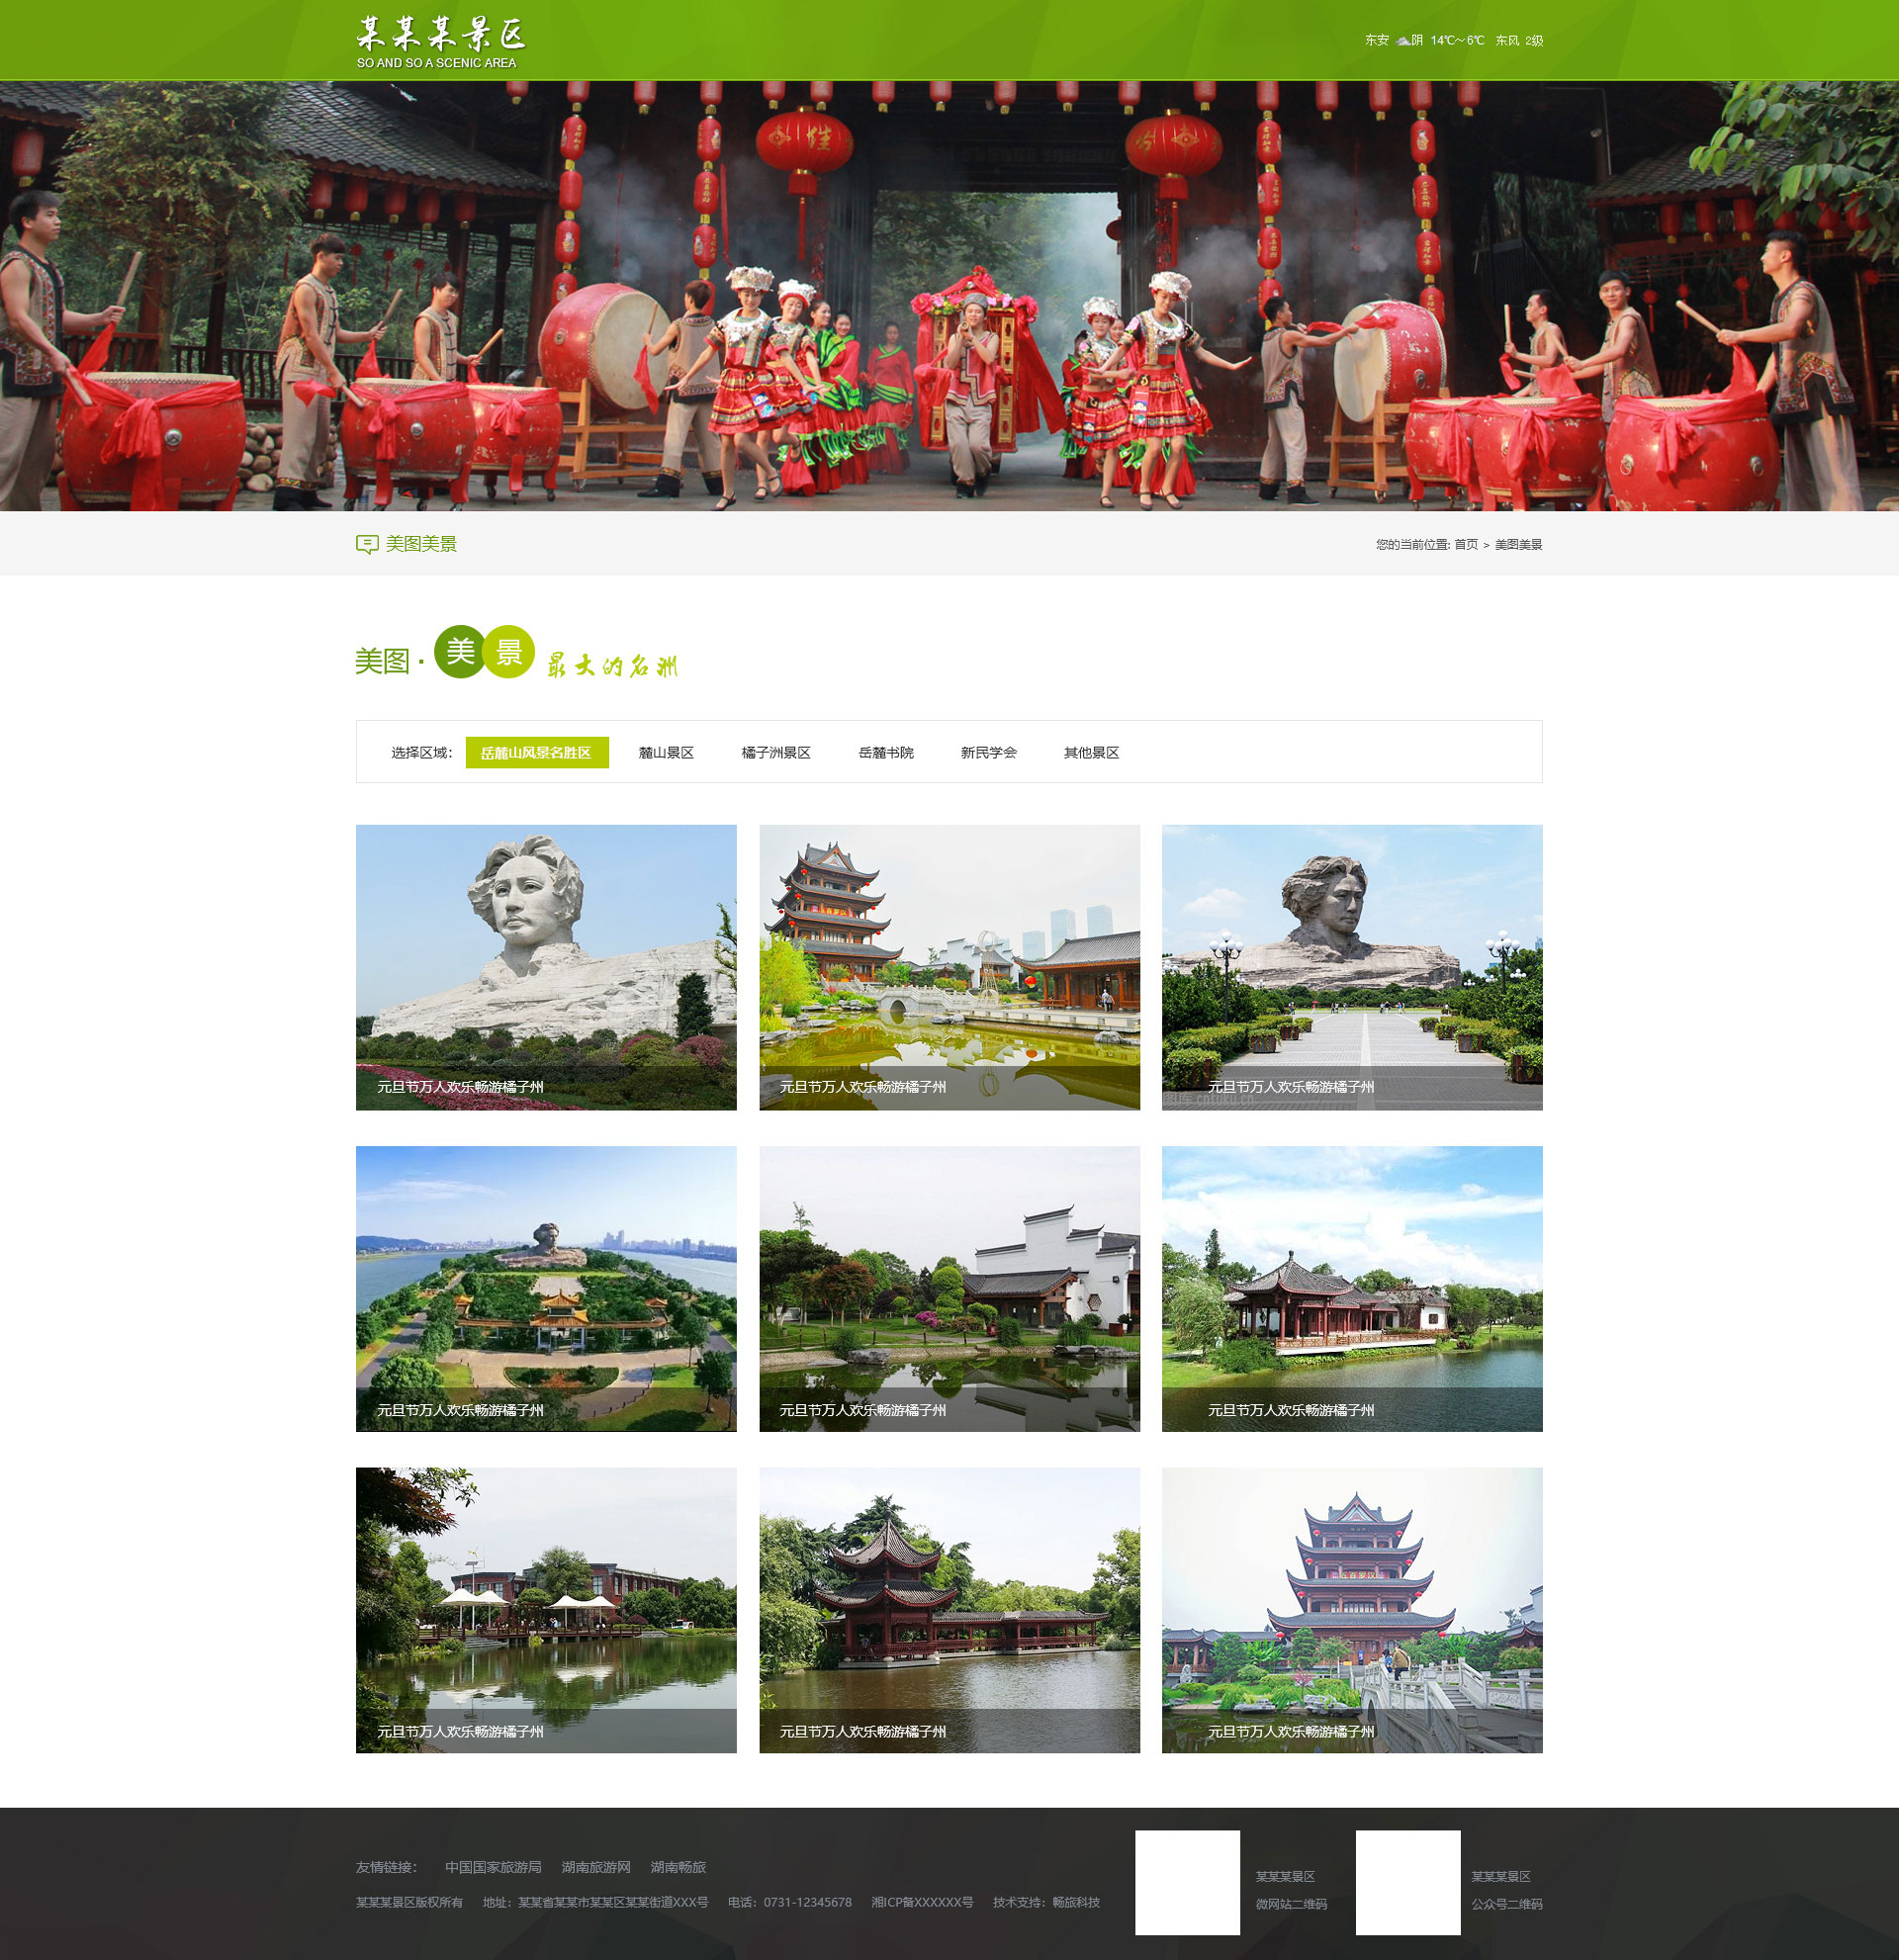 某某某景区
SO AND SO A SCENIC AREA
东安 阴 14℃~6℃ 东风 2级
美图美景
您的当前位置: 首页 > 美图美景
美图·美景 最大的名洲
选择区域： 岳麓山风景名胜区 麓山景区 橘子洲景区 岳麓书院 新民学会 其他景区
元旦节万人欢乐畅游橘子州 元旦节万人欢乐畅游橘子州 元旦节万人欢乐畅游橘子州
元旦节万人欢乐畅游橘子州 元旦节万人欢乐畅游橘子州 元旦节万人欢乐畅游橘子州
元旦节万人欢乐畅游橘子州 元旦节万人欢乐畅游橘子州 元旦节万人欢乐畅游橘子州
友情链接： 中国国家旅游局 湖南旅游网 湖南畅旅
某某某景区版权所有 地址：某某省某某市某某区某某街道XXX号 电话：0731-12345678 湘ICP备XXXXXX号 技术支持：畅旅科技
某某某景区
微网站二维码
某某某景区
公众号二维码